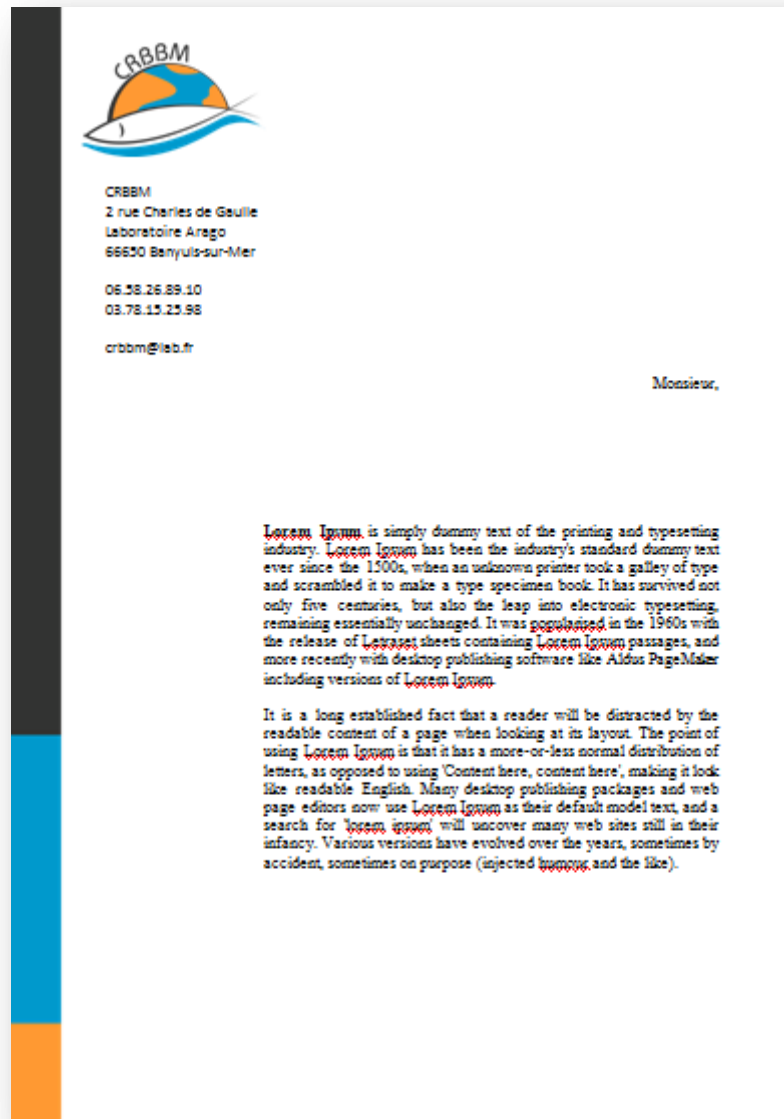 CRBBM
CRBBM
2 rue Charles de Gaulle
Laboratoire Arago
66650 Banyuls-sur-Mer
06.58.26.89.10
03.78.15.25.98
crbbm@lab.fr
Monsieur,
Lorem Ipsum is simply dummy text of the printing and typesetting
industry. Lorem Ipsum has been the industry's standard dummy text
ever since the 1500s, when an unknown printer took a galley of type
and scrambled it to make a type specimen book. It has survived not
only five centuries, but also the leap into electronic typesetting,
remaining essentially unchanged. It was popularised in the 1960s with
the release of Letraset sheets containing Lorem Ipsum passages, and
more recently with desktop publishing software like Aldus PageMaker
including versions of Lorem Ipsum.
It is a long established fact that a reader will be distracted by the
readable content of a page when looking at its layout. The point of
using Lorem Ipsum is that it has a more-or-less normal distribution of
letters, as opposed to using 'Content here, content here', making it look
like readable English. Many desktop publishing packages and web
page editors now use Lorem Ipsum as their default model text, and a
search for 'lorem ipsum' will uncover many web sites still in their
infancy. Various versions have evolved over the years, sometimes by
accident, sometimes on purpose (injected humour and the like).